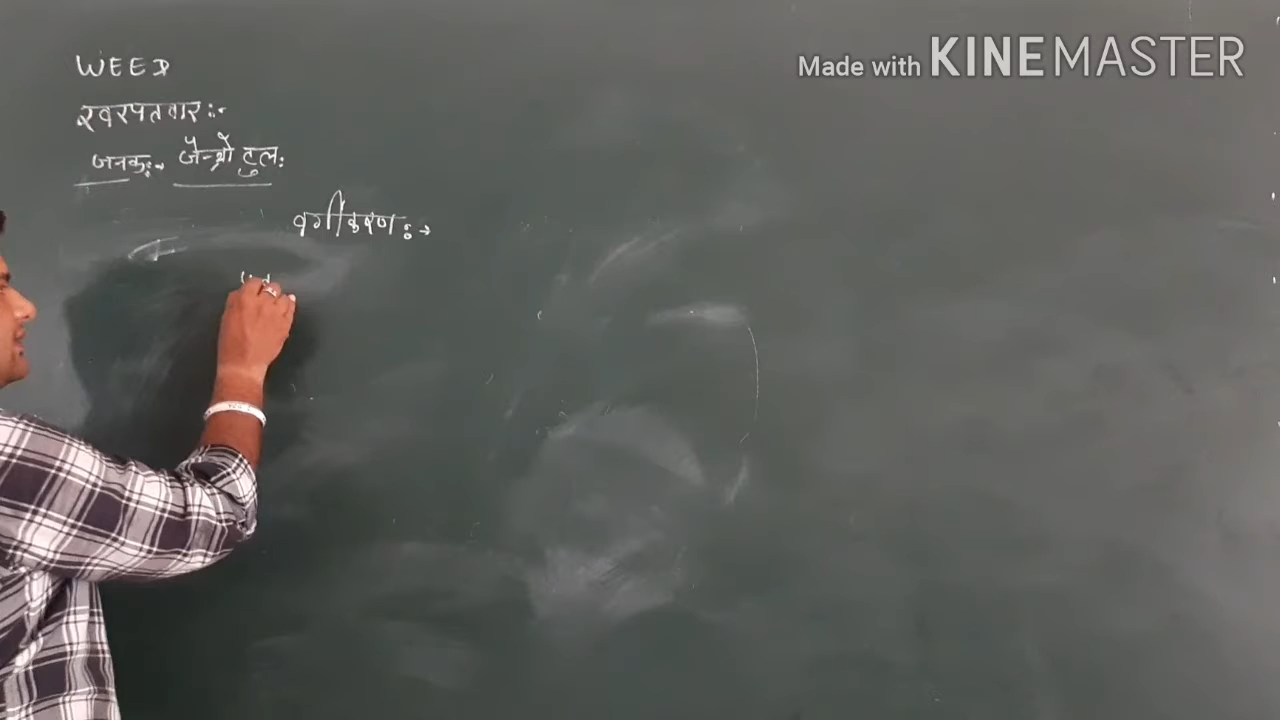 WEED
Made with KINEMASTER
खरपतवार:-
जनक:→ जैन्थ्रो टुल:
वर्गीकरण:→